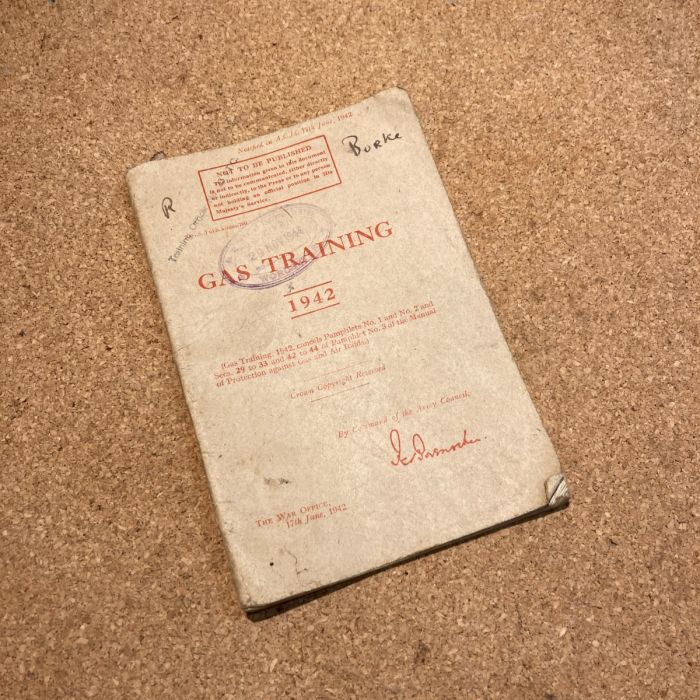 Notified in A.C.Is. 17th June, 1942
NOT TO BE PUBLISHED
The information given in this document
is not to be communicated, either directly
or indirectly, to the Press or to any person
not holding an official position in His
Majesty's Service.
R
Burke
Training Officer
GAS TRAINING
1942
(Gas Training, 1942, cancels Pamphlets No. 1 and No. 2 and
Secs. 29 to 33 and 42 to 44 of Pamphlet No. 3 of the Manual
of Protection against Gas and Air Raids.)
Crown Copyright Reserved
By Command of the Army Council,
THE WAR OFFICE,
17th June, 1942